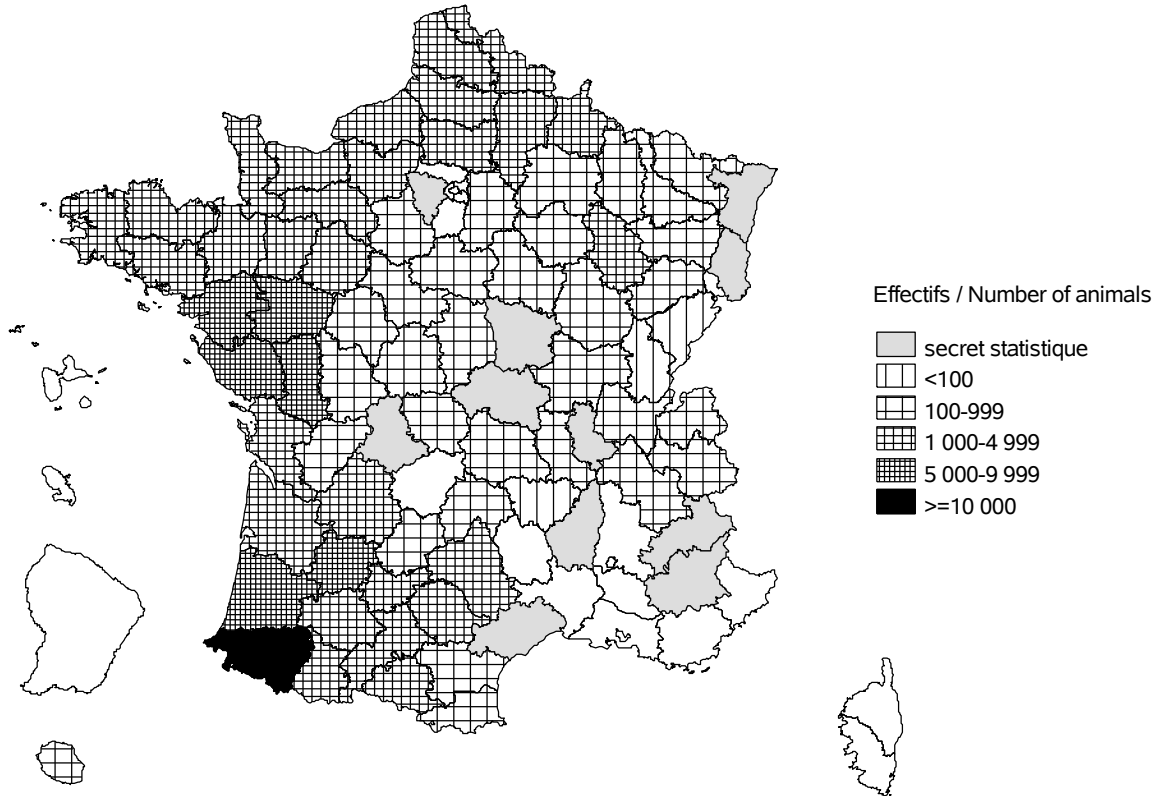 Effectifs / Number of animals
secret statistique
<100
100-999
1 000-4 999
5 000-9 999
>=10 000